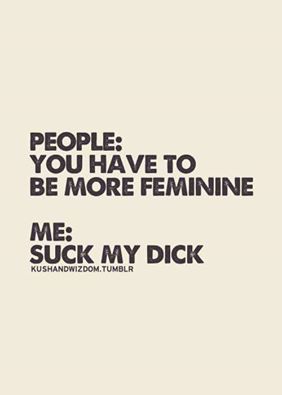 PEOPLE:
YOU HAVE TO
BE MORE FEMININE
ME:
SUCK MY DICK
KUSHANDWIZDOM.TUMBLR